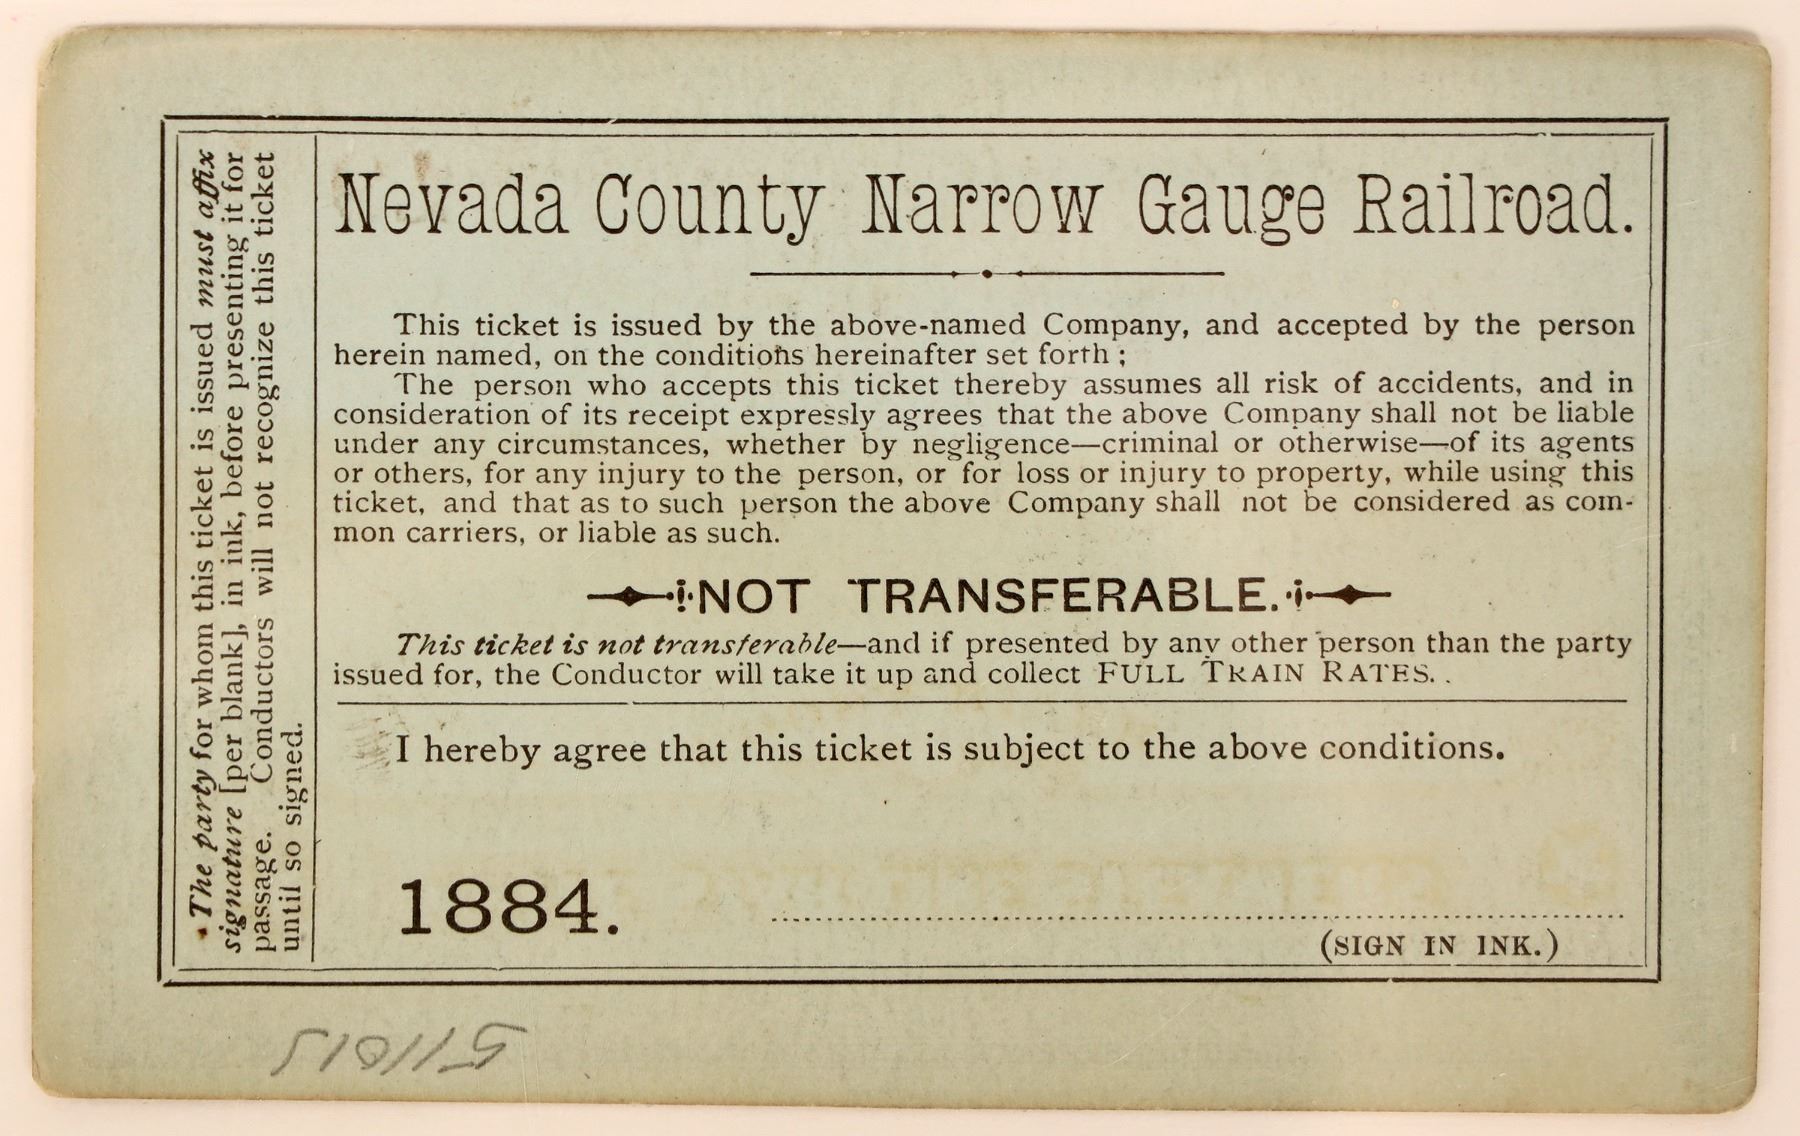 Nevada County Narrow Gauge Railroad.
This ticket is issued by the above-named Company, and accepted by the person
herein named, on the conditions hereinafter set forth ;
The person who accepts this ticket thereby assumes all risk of accidents, and in
consideration of its receipt expressly agrees that the above Company shall not be liable
under any circumstances, whether by negligence—criminal or otherwise—of its agents
or others, for any injury to the person, or for loss or injury to property, while using this
ticket, and that as to such person the above Company shall not be considered as com-
mon carriers, or liable as such.
NOT TRANSFERABLE.
This ticket is not transferable—and if presented by any other person than the party
issued for, the Conductor will take it up and collect FULL TRAIN RATES. .
I hereby agree that this ticket is subject to the above conditions.
1884.
(SIGN IN INK.)
The party for whom this ticket is issued must affix
signature [per blank], in ink, before presenting it for
passage. Conductors will not recognize this ticket
until so signed.